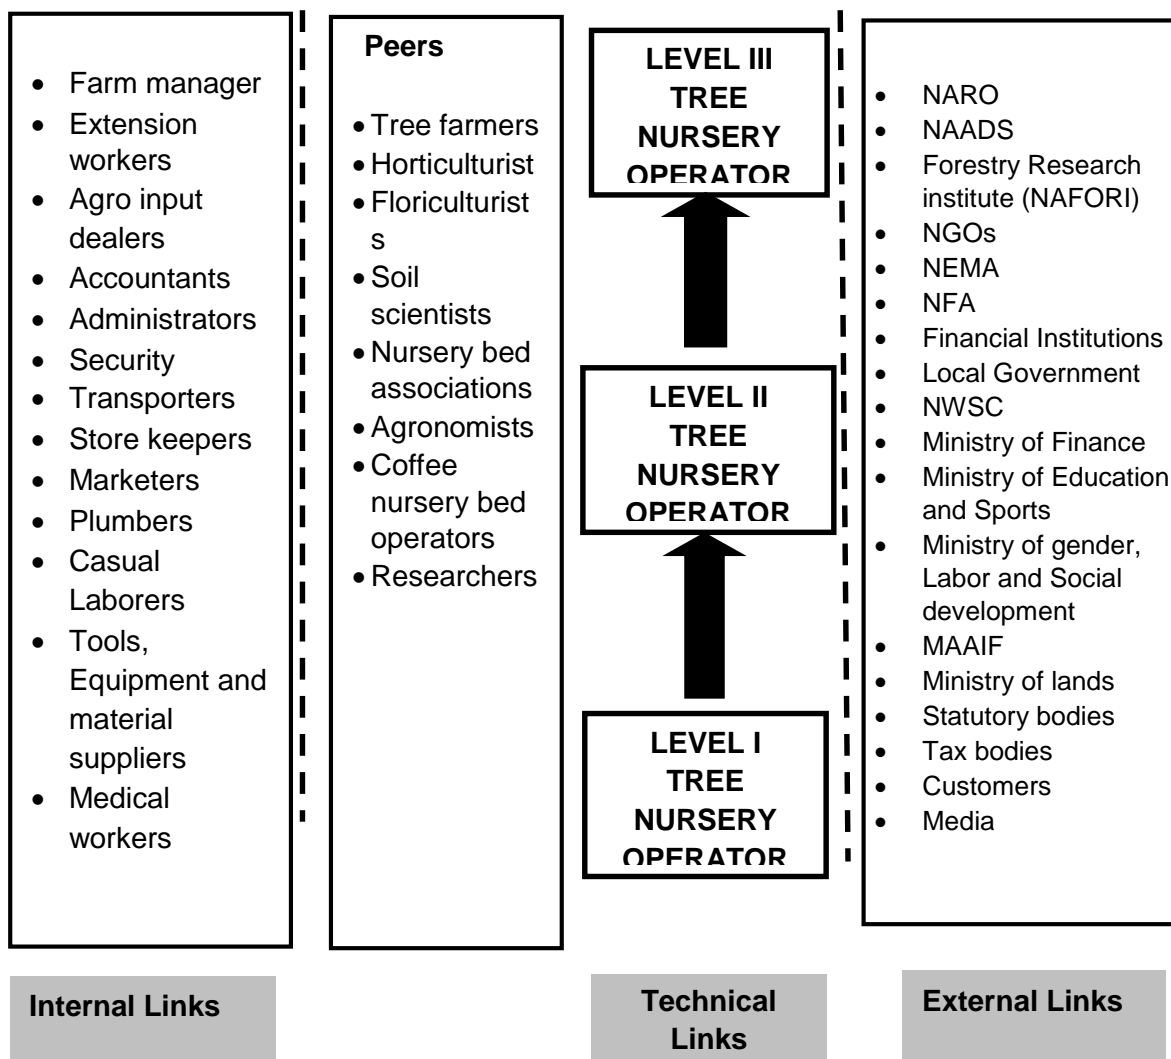 • Farm manager
• Extension
workers
• Agro input
dealers
• Accountants
• Administrators
• Security
• Transporters
• Store keepers
• Marketers
• Plumbers
• Casual
Laborers
• Tools,
Equipment and
material
suppliers
• Medical
workers
Peers
• Tree farmers
• Horticulturist
• Floriculturist
s
• Soil
scientists
• Nursery bed
associations
• Agronomists
• Coffee
nursery bed
operators
• Researchers
LEVEL III
TREE
NURSERY
OPERATOR
LEVEL II
TREE
NURSERY
OPERATOR
LEVEL I
TREE
NURSERY
OPERATOR
• NARO
• NAADS
• Forestry Research
institute (NAFORI)
• NGOs
• NEMA
• NFA
• Financial Institutions
• Local Government
• NWSC
• Ministry of Finance
• Ministry of Education
and Sports
• Ministry of gender,
Labor and Social
development
• MAAIF
• Ministry of lands
• Statutory bodies
• Tax bodies
• Customers
• Media
Internal Links
Technical
Links
External Links